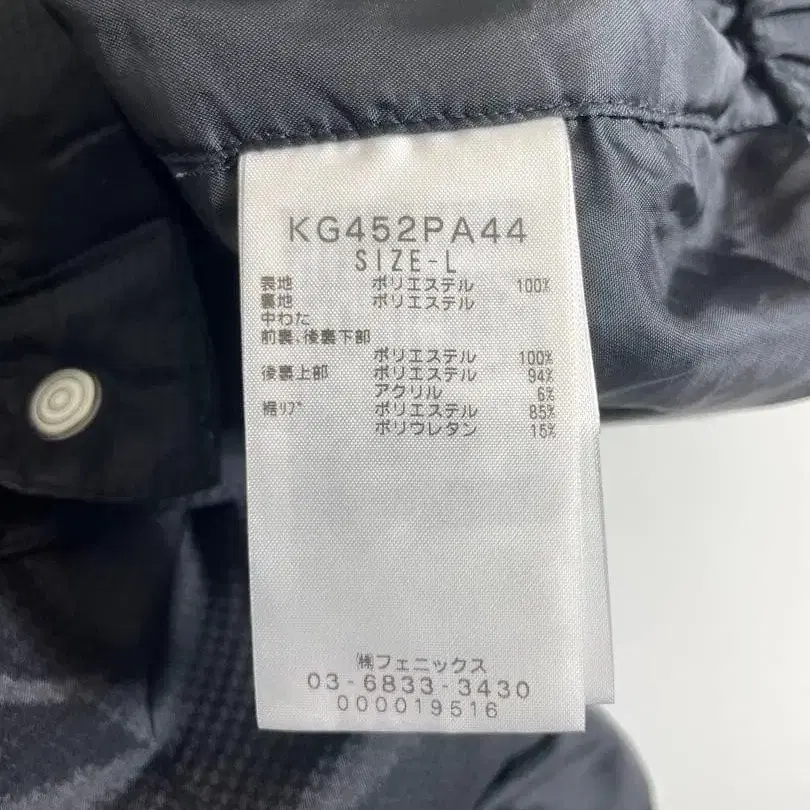 KG452PA44
SIZE-L
表地 ポリエステル 100%
裏地 ポリエステル
中わた
前裏、後裏下部
ポリエステル 100%
後裏上部 ポリエステル 94%
アクリル 6%
裾リブ ポリエステル 85%
ポリウレタン 15%
㈱フェニックス
03-6833-3430
000019516